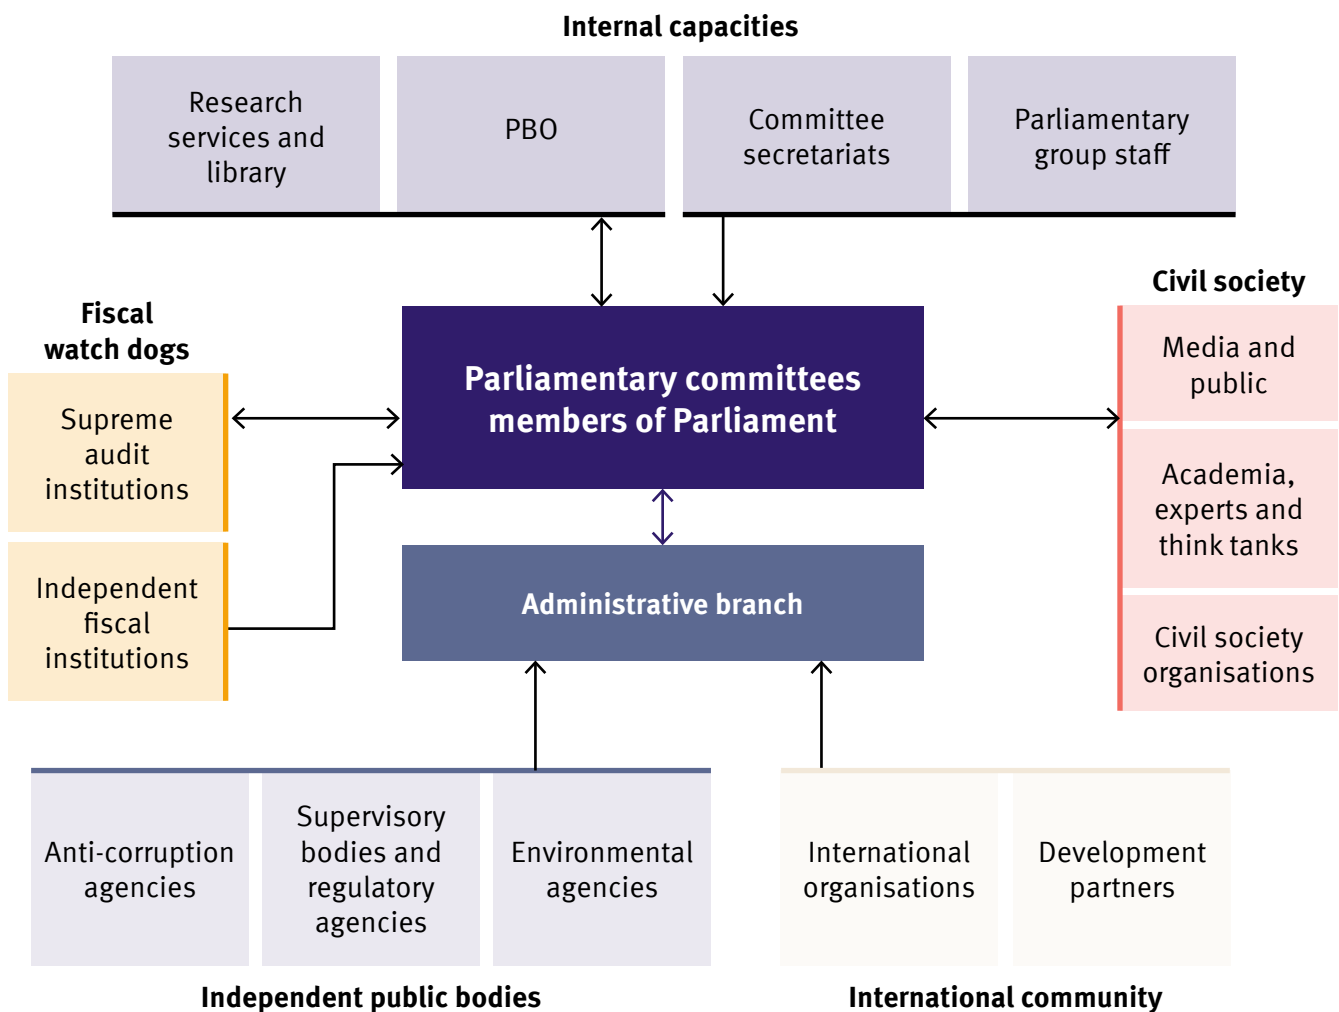 Internal capacities
Research
services and
library
PBO
Committee
secretariats
Parliamentary
group staff
Fiscal
watch dogs
Supreme
audit
institutions
Independent
fiscal
institutions
Parliamentary committees
members of Parliament
Administrative branch
Civil society
Media and
public
Academia,
experts and
think tanks
Civil society
organisations
Anti-corruption
agencies
Supervisory
bodies and
regulatory
agencies
Environmental
agencies
Independent public bodies
International
organisations
Development
partners
International community